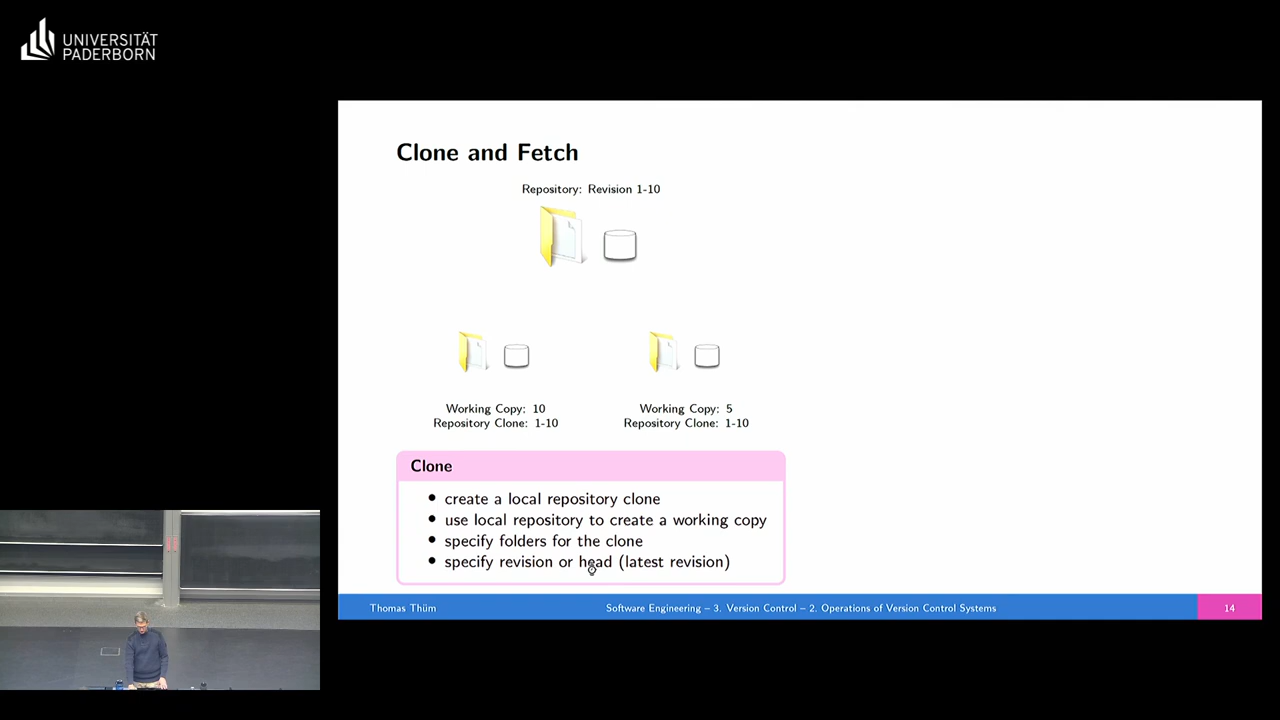 UNIVERSITÄT
PADERBORN
Clone and Fetch
Repository: Revision 1-10
Working Copy: 10
Repository Clone: 1-10
Working Copy: 5
Repository Clone: 1-10
Clone
• create a local repository clone
• use local repository to create a working copy
• specify folders for the clone
• specify revision or head (latest revision)
Thomas Thüm
Software Engineering – 3. Version Control – 2. Operations of Version Control Systems
14